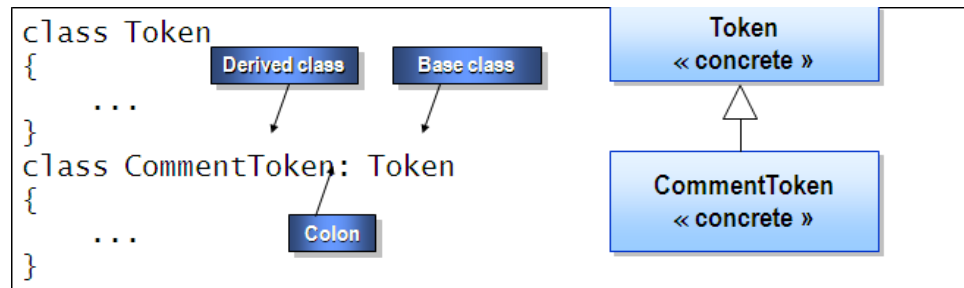 class Token
{
Derived class
Base class
...
}
class CommentToken: Token
{
...
Colon
}
Token
« concrete »
CommentToken
« concrete »